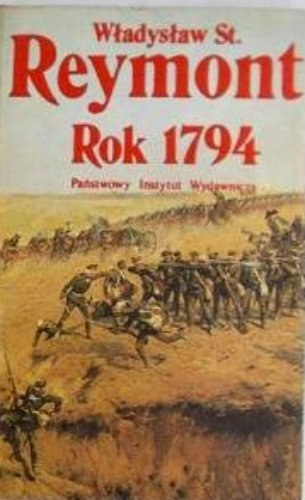 Władysław St.
Reymont
Rok 1794
Państwowy Instytut Wydawniczy